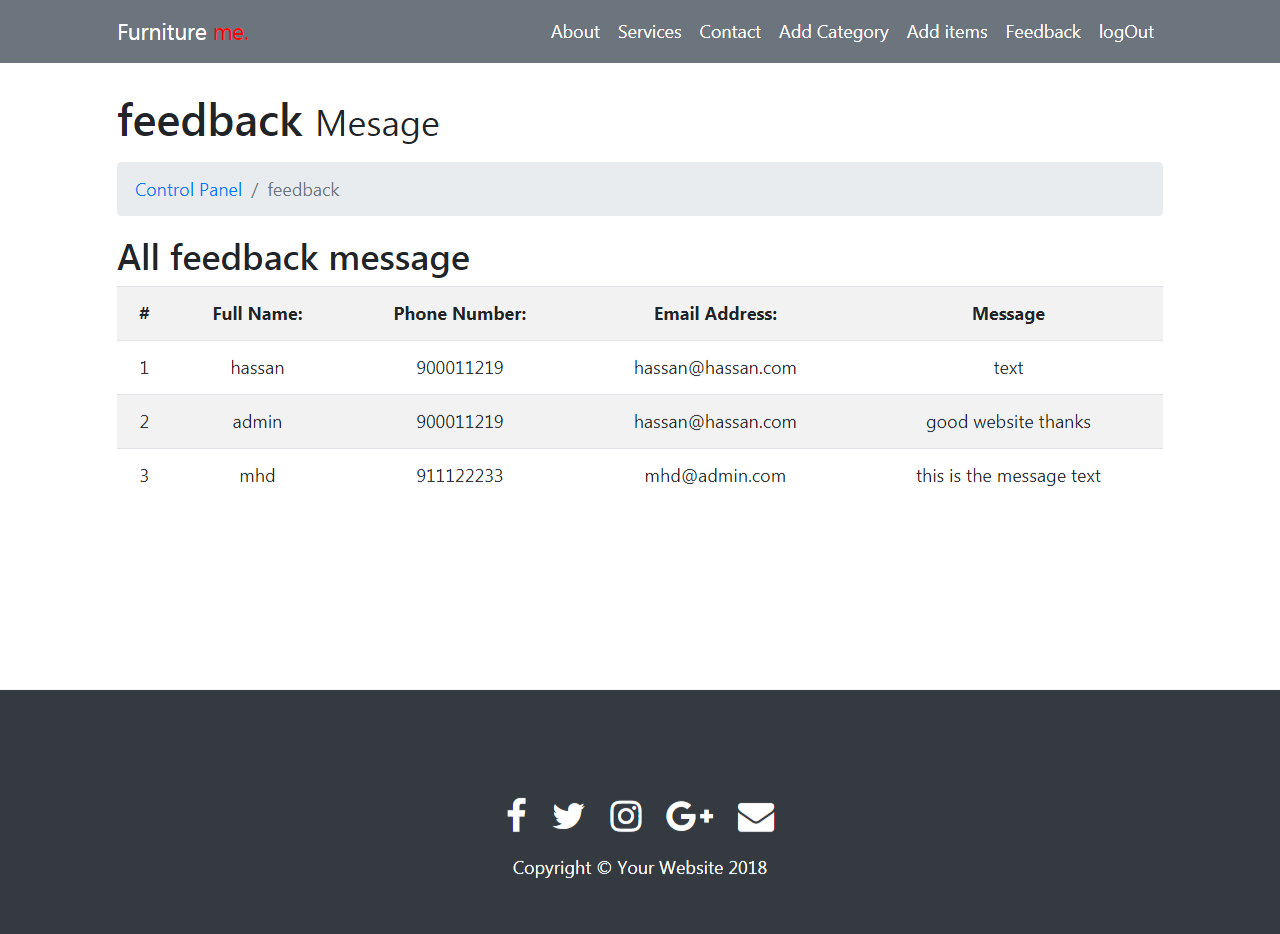 Furniture me. About Services Contact Add Category Add items Feedback logOut
feedback Mesage
Control Panel / feedback
All feedback message
# Full Name: Phone Number: Email Address: Message
1 hassan 900011219 hassan@hassan.com text
2 admin 900011219 hassan@hassan.com good website thanks
3 mhd 911122233 mhd@admin.com this is the message text
Copyright © Your Website 2018